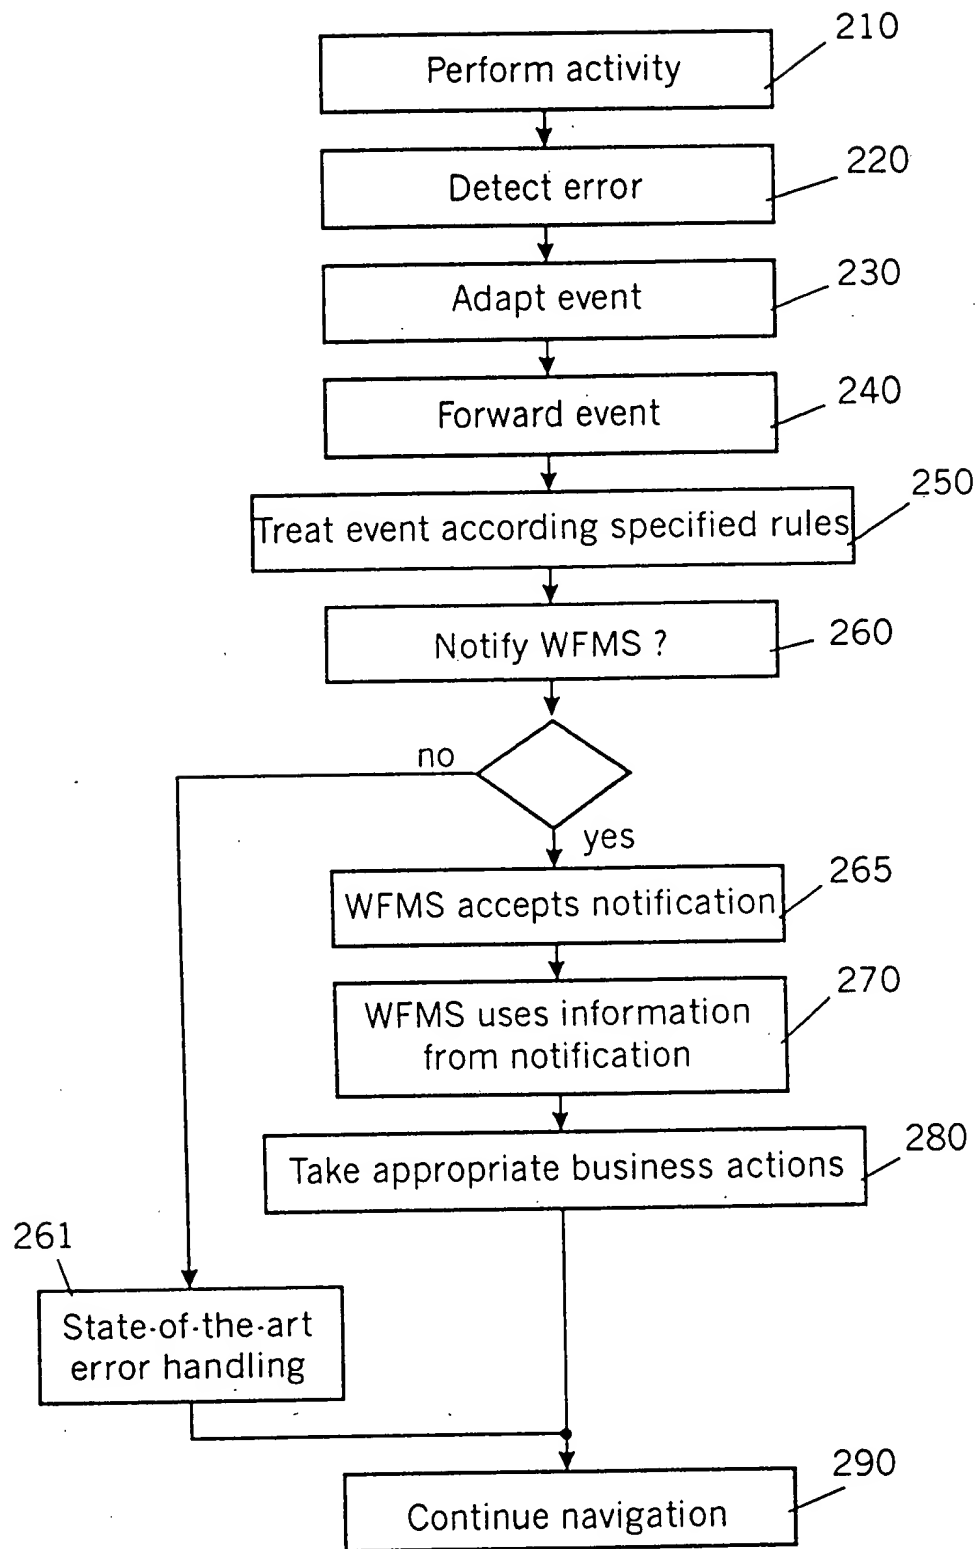 210
Perform activity
220
Detect error
230
Adapt event
240
Forward event
250
Treat event according specified rules
260
Notify WFMS ?
no
yes
265
WFMS accepts notification
270
WFMS uses information
from notification
280
Take appropriate business actions
261
State-of-the-art
error handling
290
Continue navigation